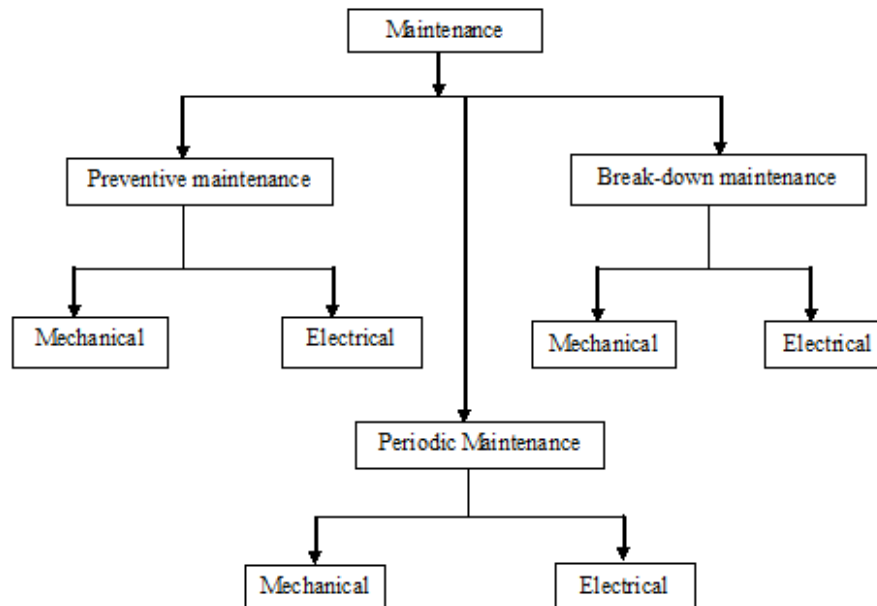 Maintenance
Preventive maintenance
Break-down maintenance
Mechanical
Electrical
Mechanical
Electrical
Periodic Maintenance
Mechanical
Electrical